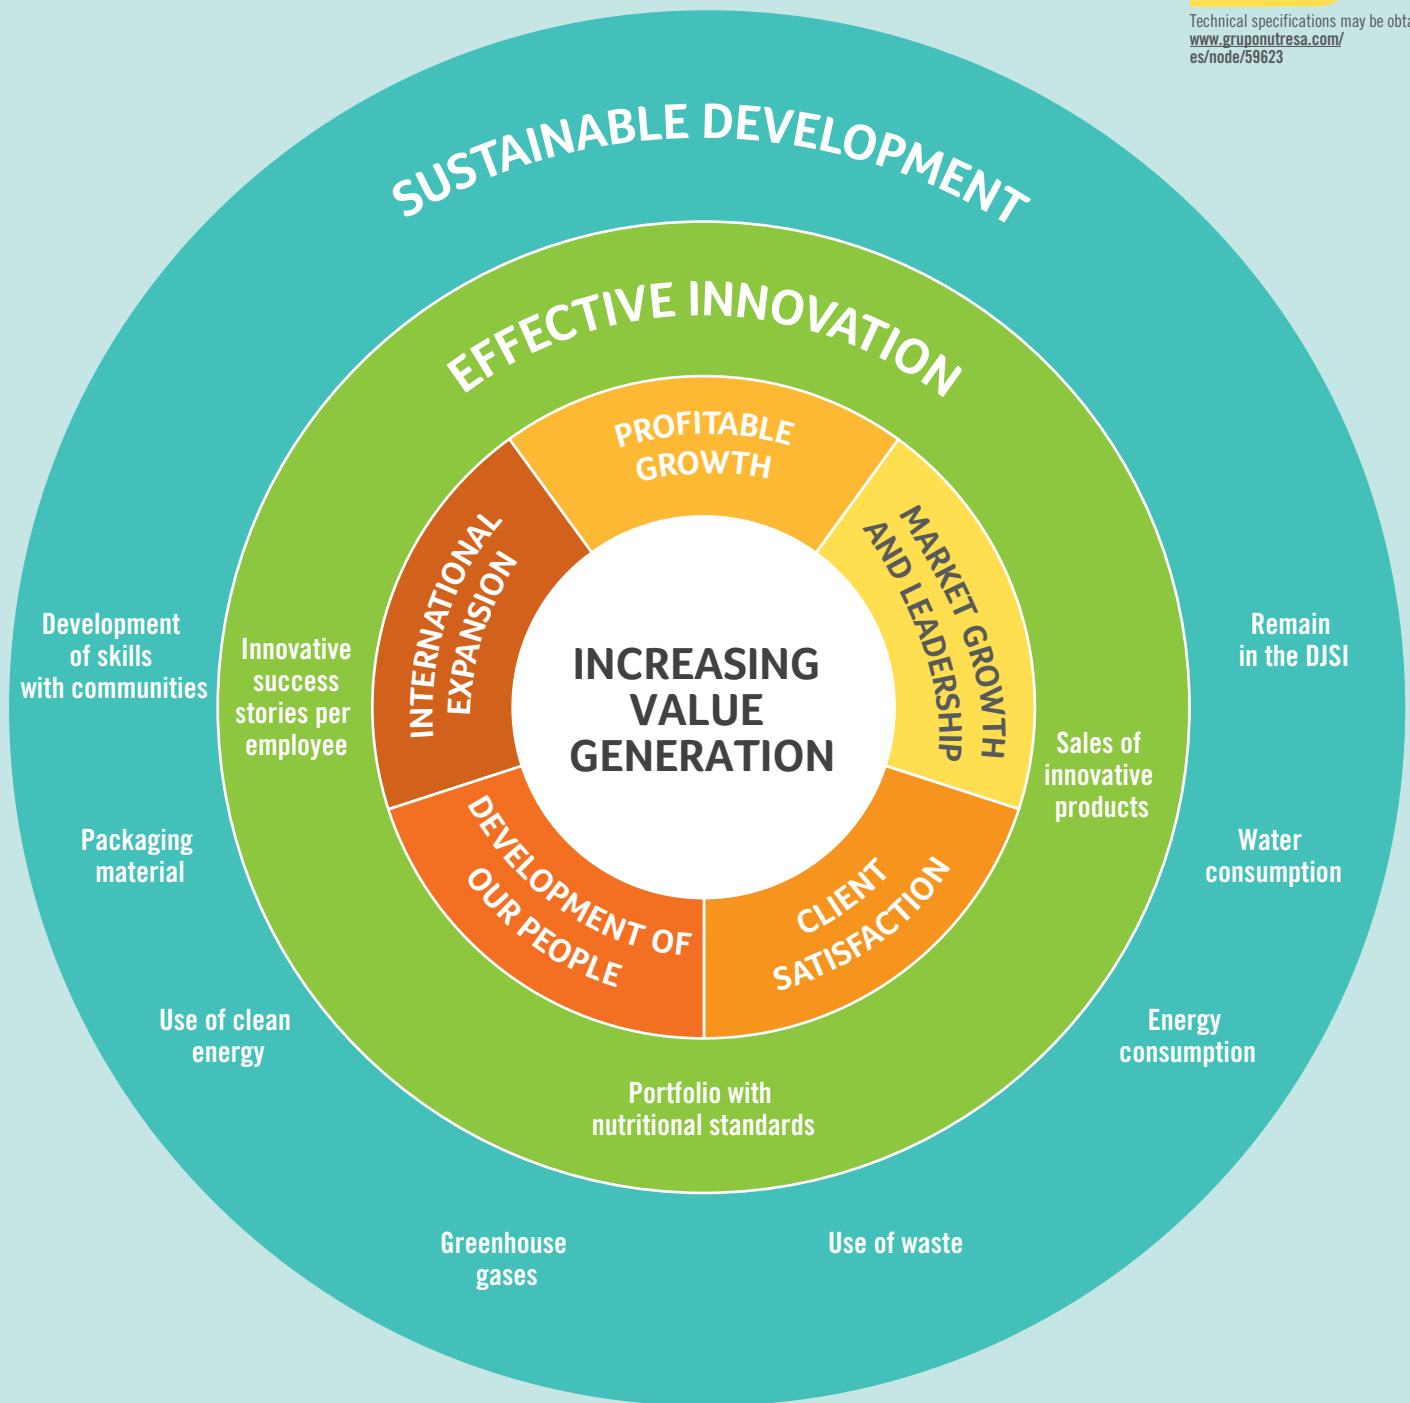 Technical specifications may be
www.gruponutresa.com/
es/node/59623
SUSTAINABLE DEVELOPMENT
EFFECTIVE INNOVATION
PROFITABLE
GROWTH
MARKET GROWTH
AND LEADERSHIP
INTERNATIONAL
EXPANSION
INCREASING
VALUE
GENERATION
DEVELOPMENT OF
OUR PEOPLE
CLIENT
SATISFACTION
Development
of skills
with communities
Innovative
success
stories per
employee
Remain
in the DJSI
Sales of
innovative
products
Packaging
material
Water
consumption
Use of clean
energy
Energy
consumption
Portfolio with
nutritional standards
Greenhouse
gases
Use of waste